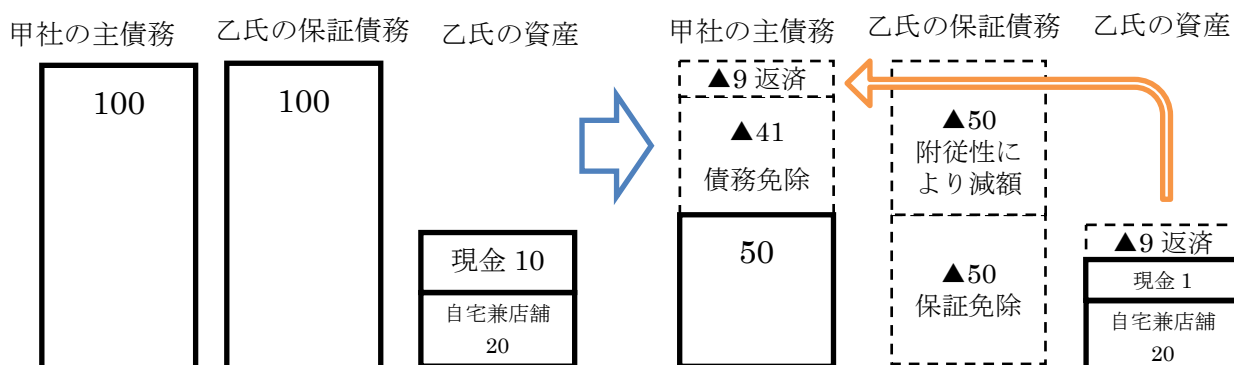 甲社の主債務
乙氏の保証債務
乙氏の資産
100
100
現金 10
自宅兼店舗
20
甲社の主債務
乙氏の保証債務
乙氏の資産
▲9 返済
▲41
債務免除
50
▲50
附従性に
より減額
▲50
保証免除
▲9 返済
現金 1
自宅兼店舗
20